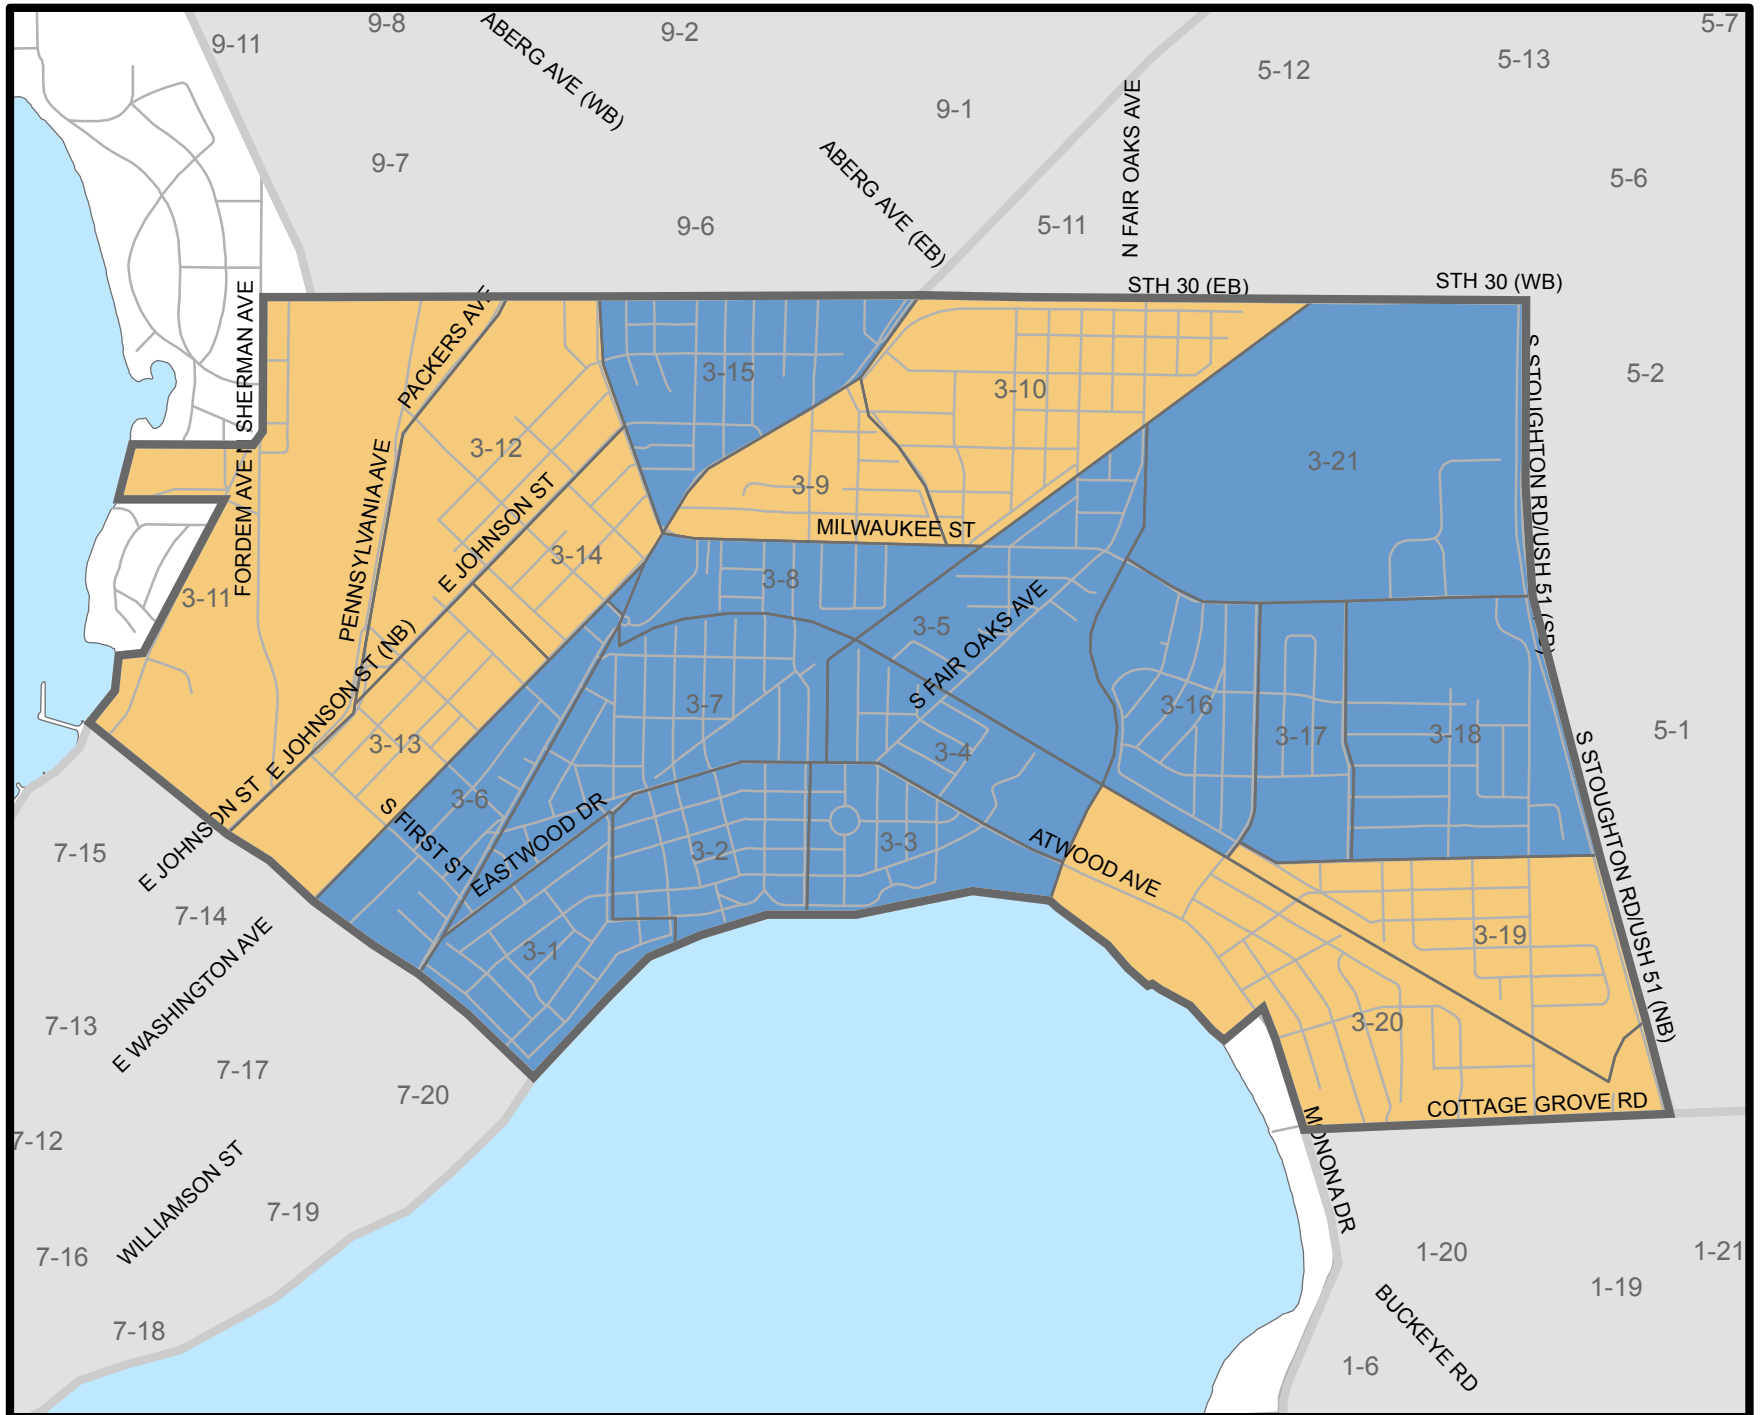 9-8
9-2
5-7
9-11
ABERG AVE (WB)
5-12
5-13
9-1
N FAIR OAKS AVE
9-7
ABERG AVE (EB)
5-6
9-6
5-11
STH 30 (EB)
STH 30 (WB)
N SHERMAN AVE
PACKERS AVE
3-15
3-10
5-2
S STOUGHTON RD/USH 51 (SB)
3-12
3-21
3-9
PENNSYLVANIA AVE
FORDEM AVE
E JOHNSON ST
MILWAUKEE ST
3-14
3-8
3-11
3-5
S FAIR OAKS AVE
E JOHNSON ST (NB)
3-7
3-16
3-17
3-18
5-1
3-13
3-4
S STOUGHTON RD/USH 51 (NB)
3-6
S FIRST ST
EASTWOOD DR
E JOHNSON ST
7-15
3-2
3-3
ATWOOD AVE
7-14
3-19
E WASHINGTON AVE
3-1
7-13
3-20
7-17
7-20
COTTAGE GROVE RD
7-12
MONONA DR
WILLIAMSON ST
7-19
7-16
1-20
1-21
1-19
7-18
BUCKEYE RD
1-6